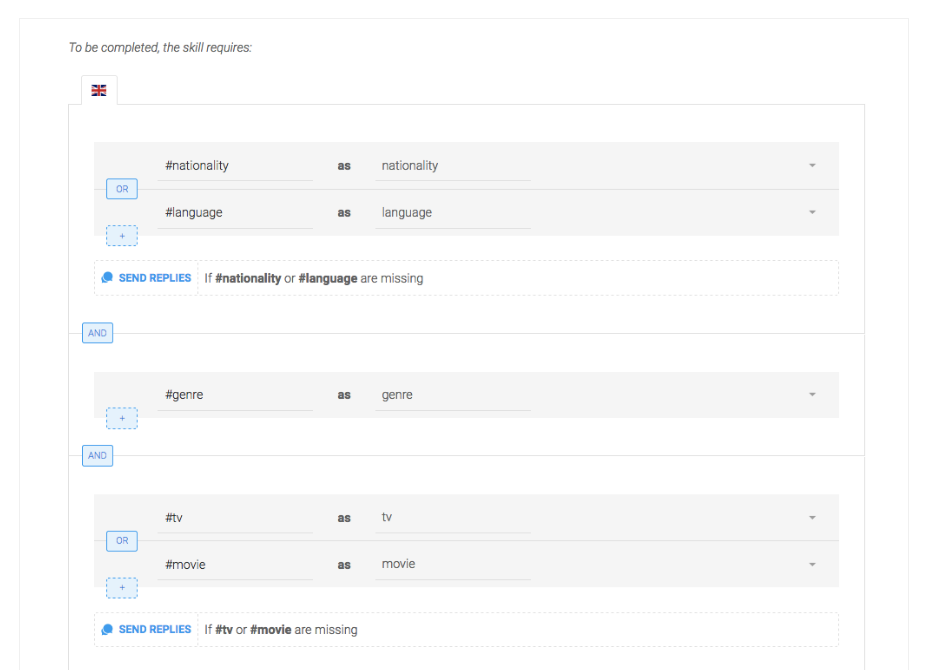 To be completed, the skill requires:
#nationality as nationality
OR
#language as language
+
SEND REPLIES If #nationality or #language are missing
AND
#genre as genre
+
AND
#tv as tv
OR
#movie as movie
+
SEND REPLIES If #tv or #movie are missing